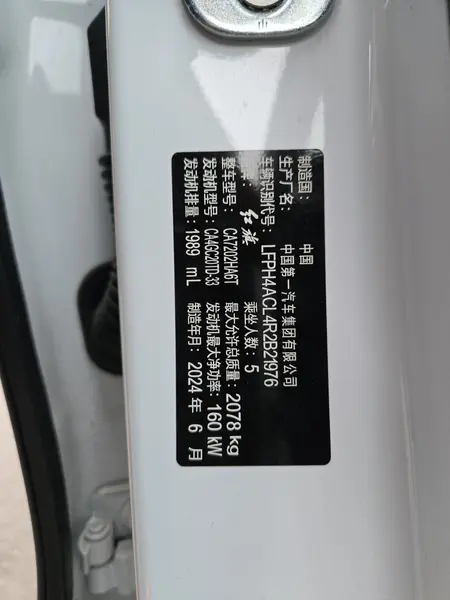 制造国： 中国
生产厂名： 中国第一汽车集团有限公司
车辆识别代号： LFPH4ACL4R2B21976
品牌： 红旗 乘坐人数：5
整车型号： CA7202HA6T 最大允许总质量：2078 kg
发动机型号：CA4GC20TD-33 发动机最大净功率：160 kW
发动机排量：1989 mL 制造年月：2024 年 6 月